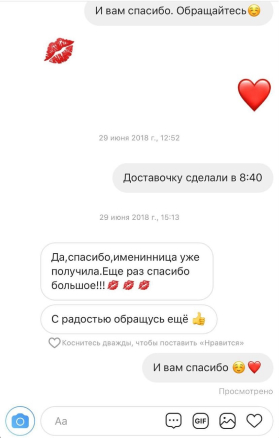 И вам спасибо. Обращайтесь☺️
29 июня 2018 г., 12:52
Доставочку сделали в 8:40
29 июня 2018 г., 15:13
Да,спасибо,именинница уже
получила.Еще раз спасибо
большое!!!💋💋💋
С радостью обращусь ещё 👍
Коснитесь дважды, чтобы поставить «Нравится»
И вам спасибо ☺️❤️
Просмотрено
Aa
GIF